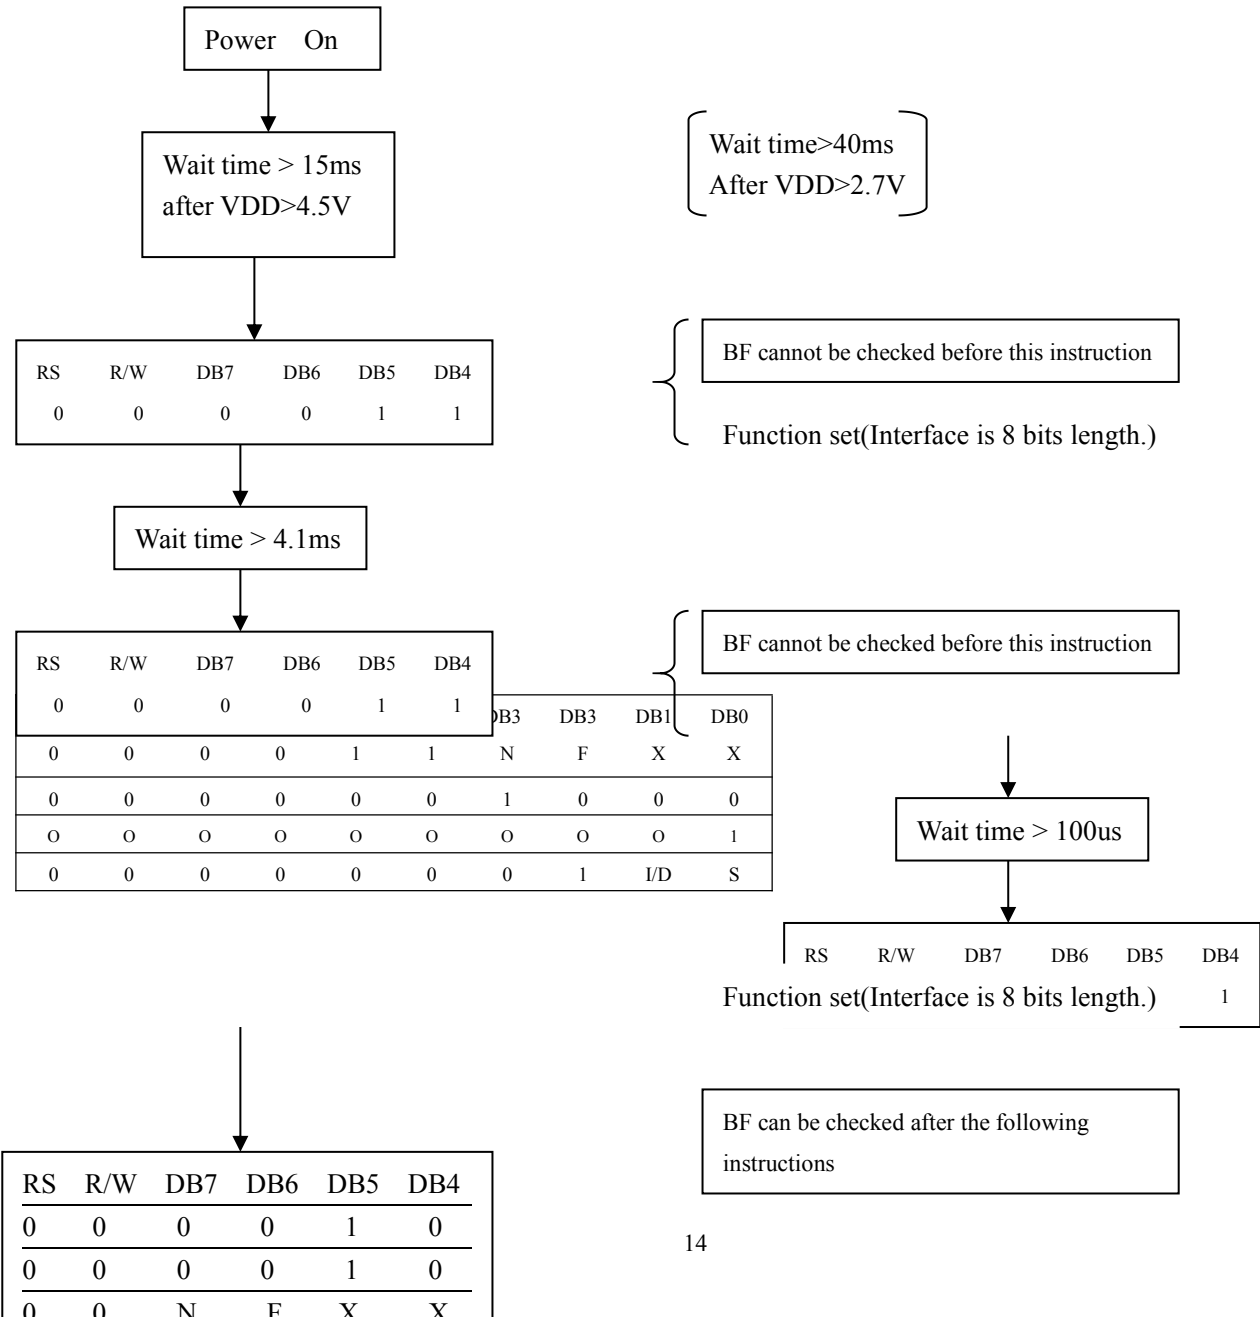 Power On
Wait time > 15ms
after VDD>4.5V
Wait time>40ms
After VDD>2.7V
RS R/W DB7 DB6 DB5 DB4
0 0 0 0 1 1
BF cannot be checked before this instruction
Function set(Interface is 8 bits length.)
Wait time > 4.1ms
RS R/W DB7 DB6 DB5 DB4
0 0 0 0 1 1
BF cannot be checked before this instruction
DB3 DB3 DB1 DB0
0 0 0 0 1 1 N F X X
0 0 0 0 0 0 1 0 0 0
O O O O O O O O O 1
0 0 0 0 0 0 0 1 I/D S
Wait time > 100us
RS R/W DB7 DB6 DB5 DB4
Function set(Interface is 8 bits length.) 1
BF can be checked after the following
instructions
RS R/W DB7 DB6 DB5 DB4
0 0 0 0 1 0
0 0 0 0 1 0
0 0 N F X X
14